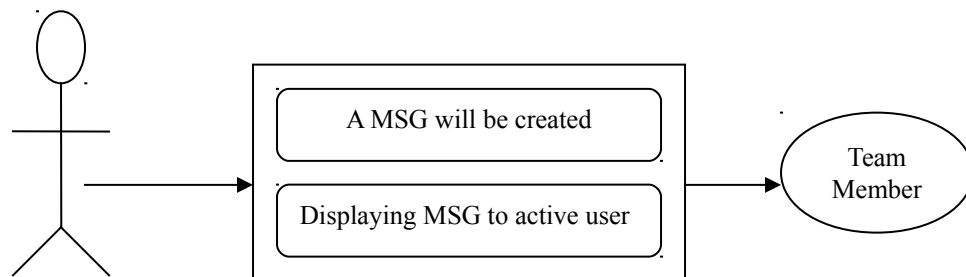 A MSG will be created
Displaying MSG to active user
Team
Member